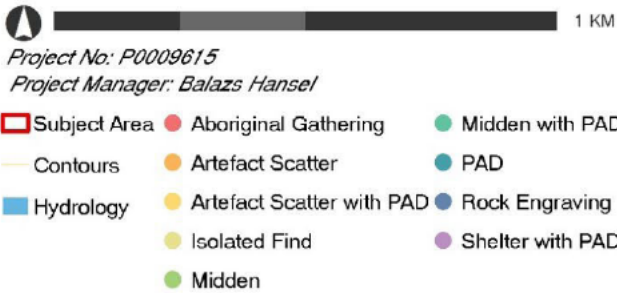 1 KM
Project No: P0009615
Project Manager: Balazs Hansel
Subject Area
Aboriginal Gathering
Midden with PAD
Contours
Artefact Scatter
PAD
Hydrology
Artefact Scatter with PAD
Rock Engraving
Isolated Find
Shelter with PAD
Midden